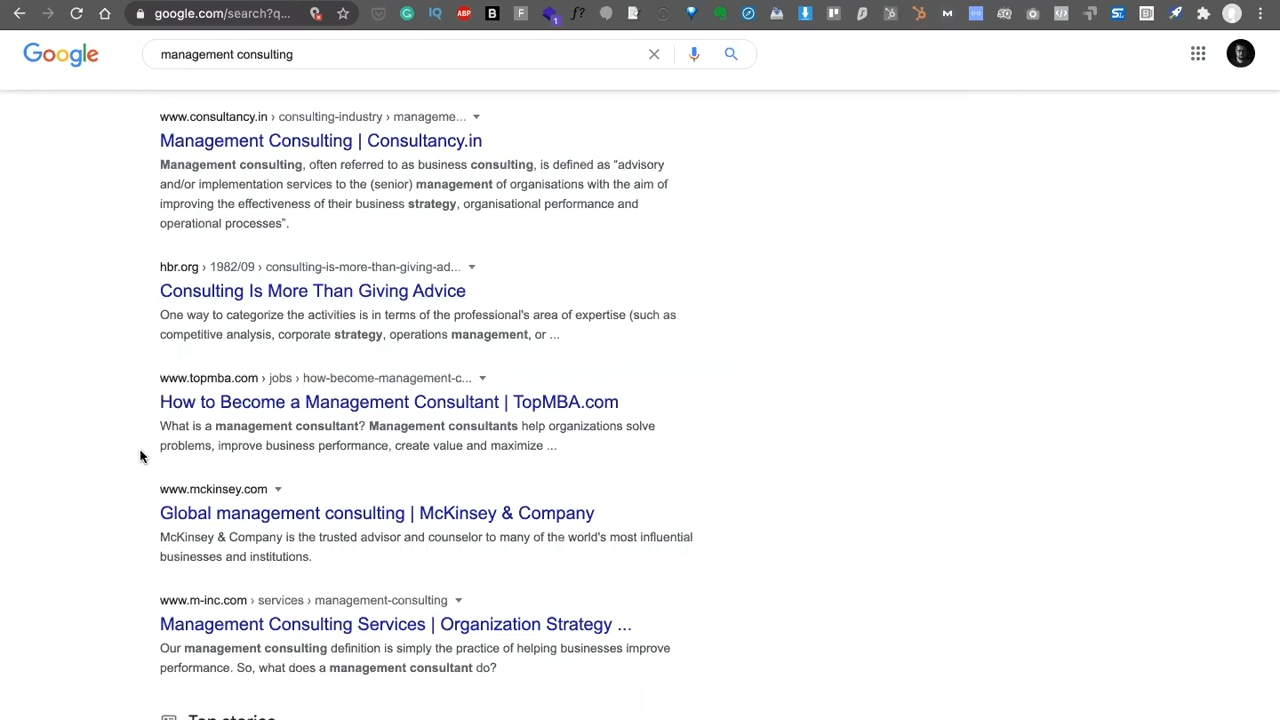 google.com/search?q...
Google
management consulting
www.consultancy.in › consulting-industry › manageme...
Management Consulting | Consultancy.in
Management consulting, often referred to as business consulting, is defined as “advisory
and/or implementation services to the (senior) management of organisations with the aim of
improving the effectiveness of their business strategy, organisational performance and
operational processes”.
hbr.org › 1982/09 › consulting-is-more-than-giving-ad...
Consulting Is More Than Giving Advice
One way to categorize the activities is in terms of the professional's area of expertise (such as
competitive analysis, corporate strategy, operations management, or ...
www.topmba.com › jobs › how-become-management-c...
How to Become a Management Consultant | TopMBA.com
What is a management consultant? Management consultants help organizations solve
problems, improve business performance, create value and maximize ...
www.mckinsey.com
Global management consulting | McKinsey & Company
McKinsey & Company is the trusted advisor and counselor to many of the world's most influential
businesses and institutions.
www.m-inc.com › services › management-consulting
Management Consulting Services | Organization Strategy ...
Our management consulting definition is simply the practice of helping businesses improve
performance. So, what does a management consultant do?
Top stories